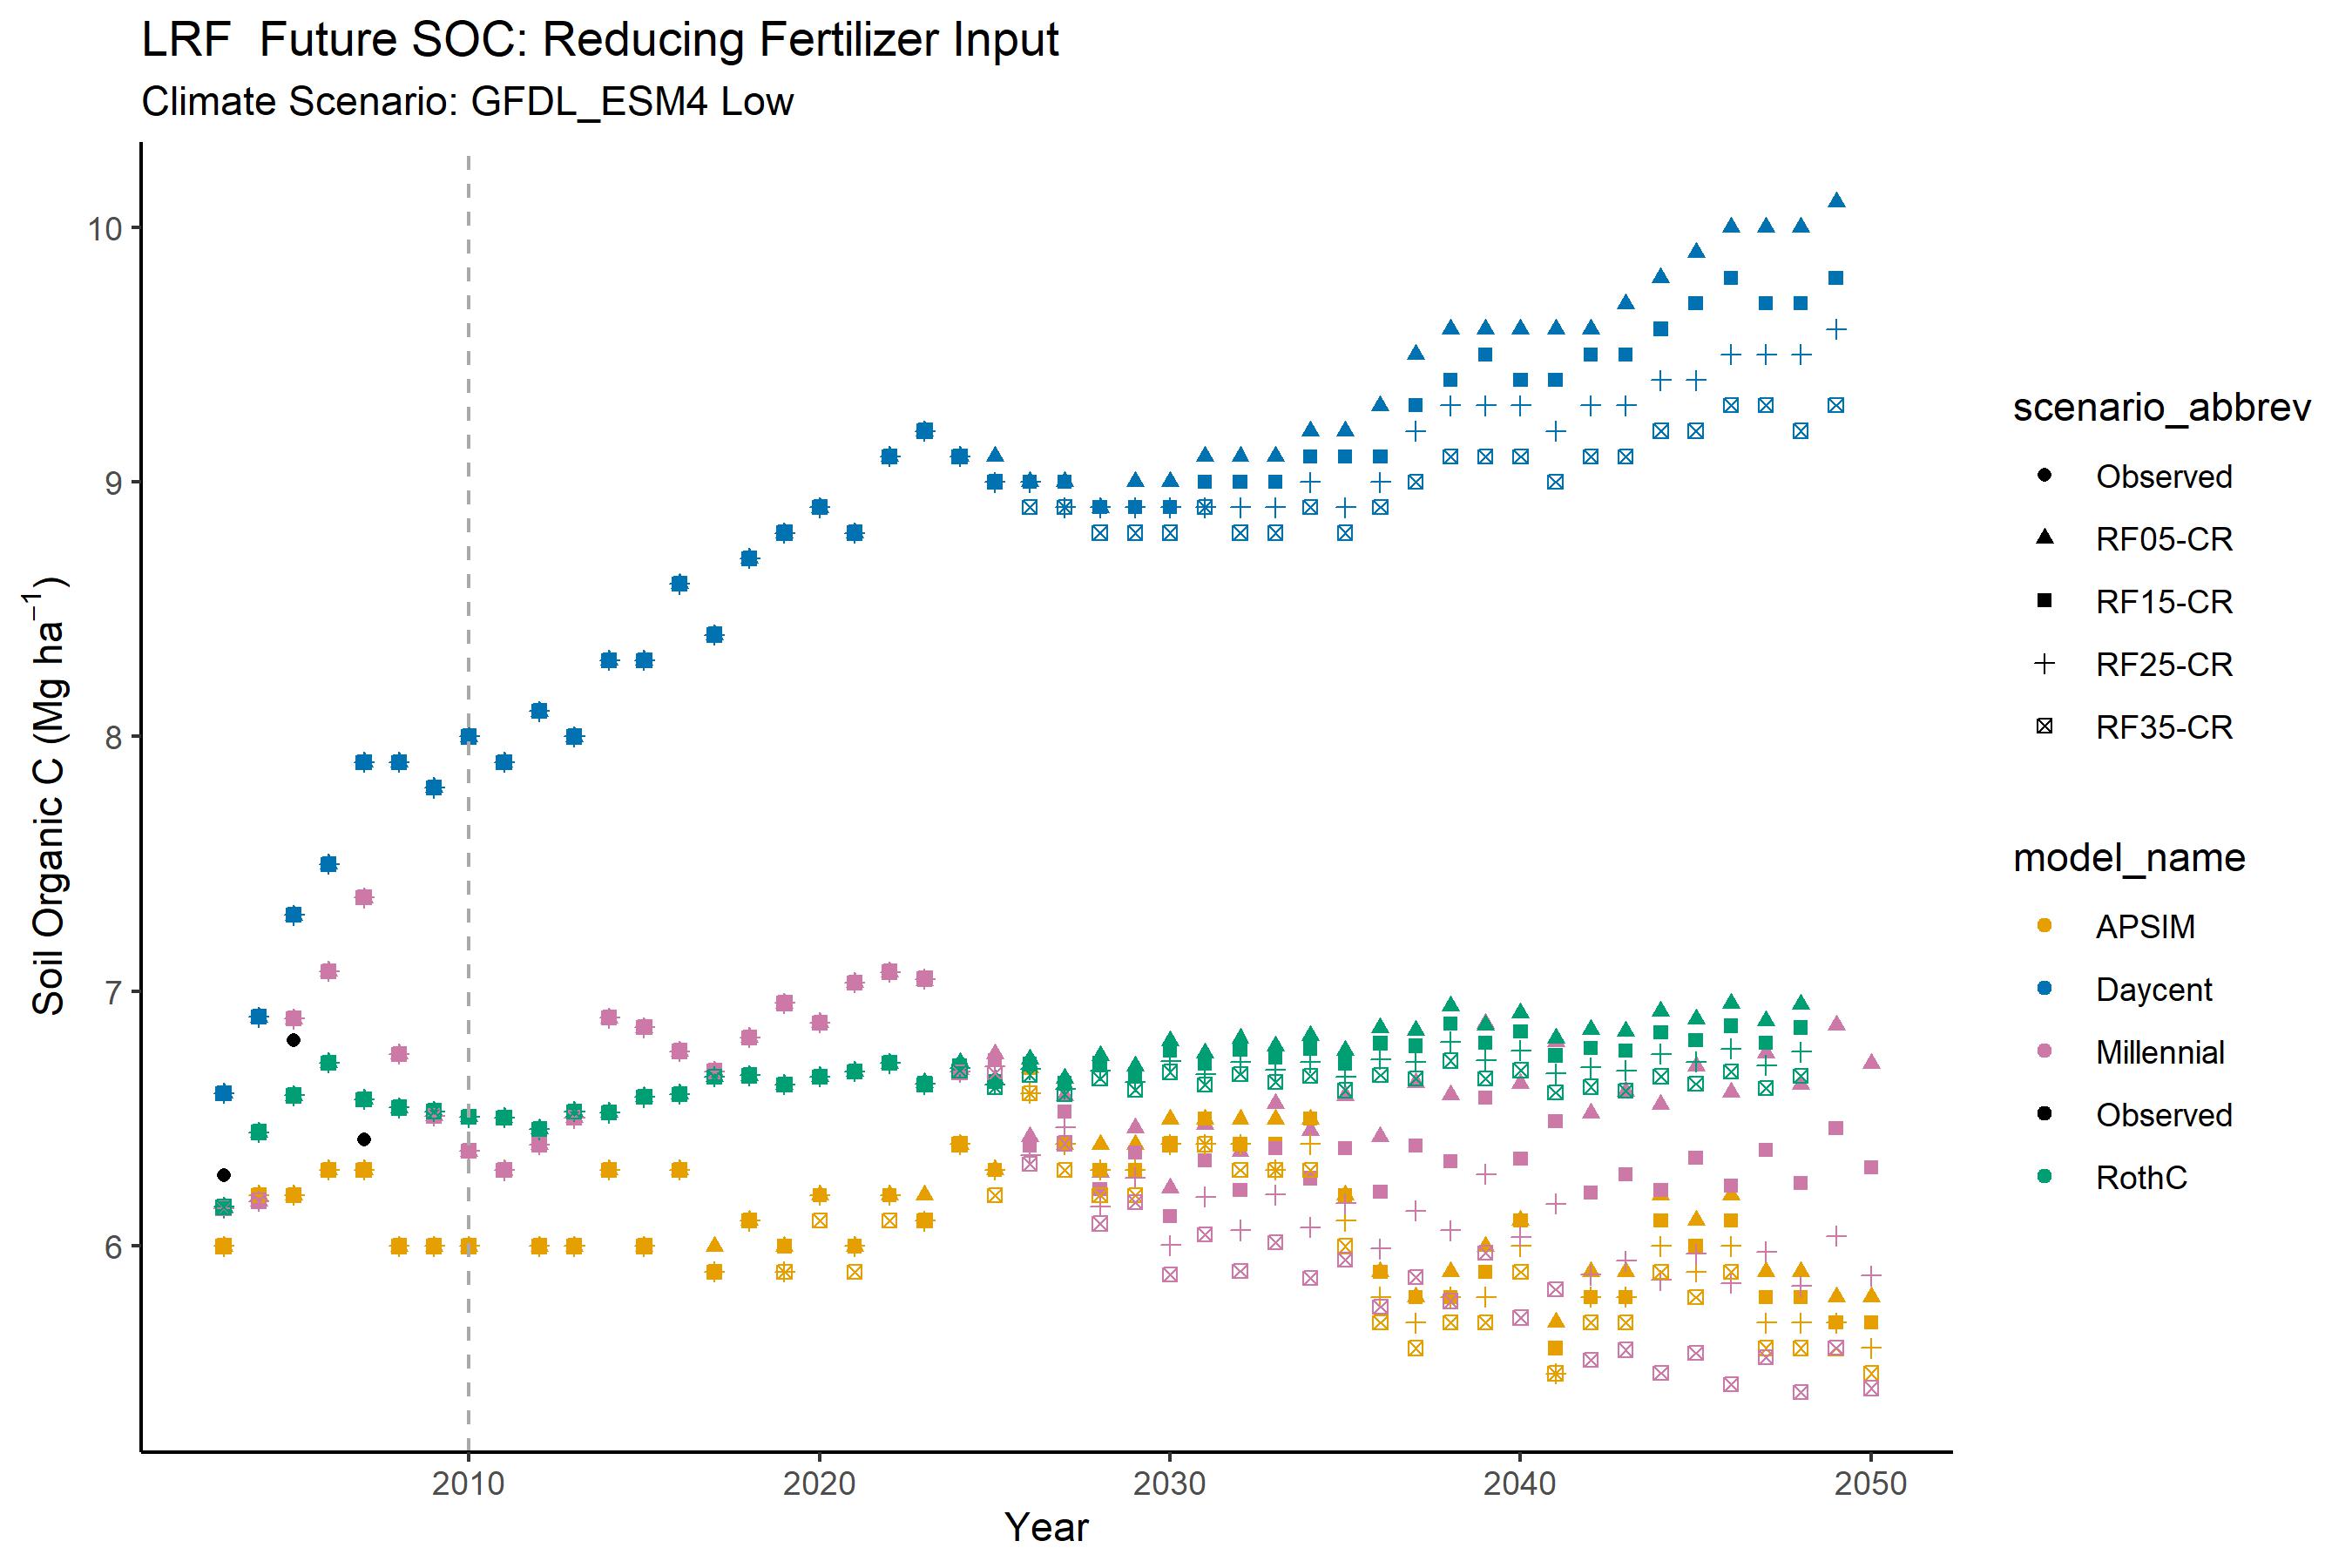 LRF  Future SOC: Reducing Fertilizer Input
Climate Scenario: GFDL_ESM4 Low
Soil Organic C (Mg ha⁻¹)
10
9
8
7
6
2010
2020
2030
2040
2050
Year
scenario_abbrev
Observed
RF05-CR
RF15-CR
RF25-CR
RF35-CR
model_name
APSIM
Daycent
Millennial
Observed
RothC